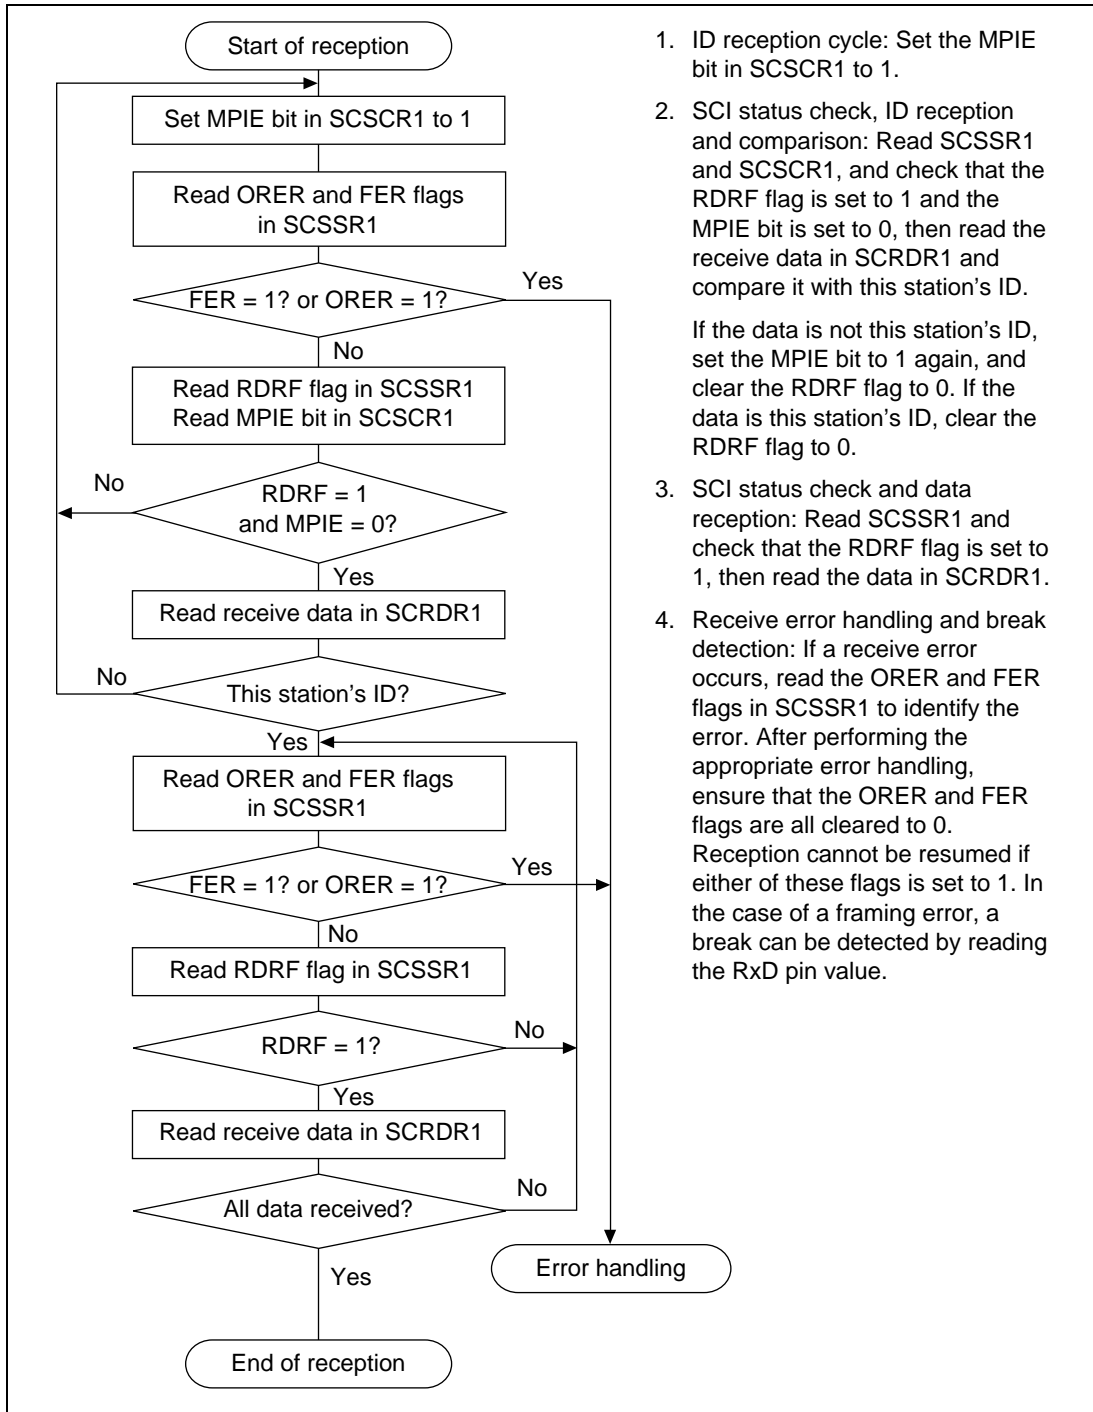 Start of reception
Set MPIE bit in SCSCR1 to 1
Read ORER and FER flags
in SCSSR1
FER = 1? or ORER = 1?
Yes
No
Read RDRF flag in SCSSR1
Read MPIE bit in SCSCR1
No
RDRF = 1
and MPIE = 0?
Yes
Read receive data in SCRDR1
No
This station's ID?
Yes
Read ORER and FER flags
in SCSSR1
FER = 1? or ORER = 1?
Yes
No
Read RDRF flag in SCSSR1
RDRF = 1?
No
Yes
Read receive data in SCRDR1
All data received?
No
Yes
Error handling
End of reception
1. ID reception cycle: Set the MPIE
bit in SCSCR1 to 1.
2. SCI status check, ID reception
and comparison: Read SCSSR1
and SCSCR1, and check that the
RDRF flag is set to 1 and the
MPIE bit is set to 0, then read the
receive data in SCRDR1 and
compare it with this station's ID.
If the data is not this station's ID,
set the MPIE bit to 1 again, and
clear the RDRF flag to 0. If the
data is this station's ID, clear the
RDRF flag to 0.
3. SCI status check and data
reception: Read SCSSR1 and
check that the RDRF flag is set to
1, then read the data in SCRDR1.
4. Receive error handling and break
detection: If a receive error
occurs, read the ORER and FER
flags in SCSSR1 to identify the
error. After performing the
appropriate error handling,
ensure that the ORER and FER
flags are all cleared to 0.
Reception cannot be resumed if
either of these flags is set to 1. In
the case of a framing error, a
break can be detected by reading
the RxD pin value.